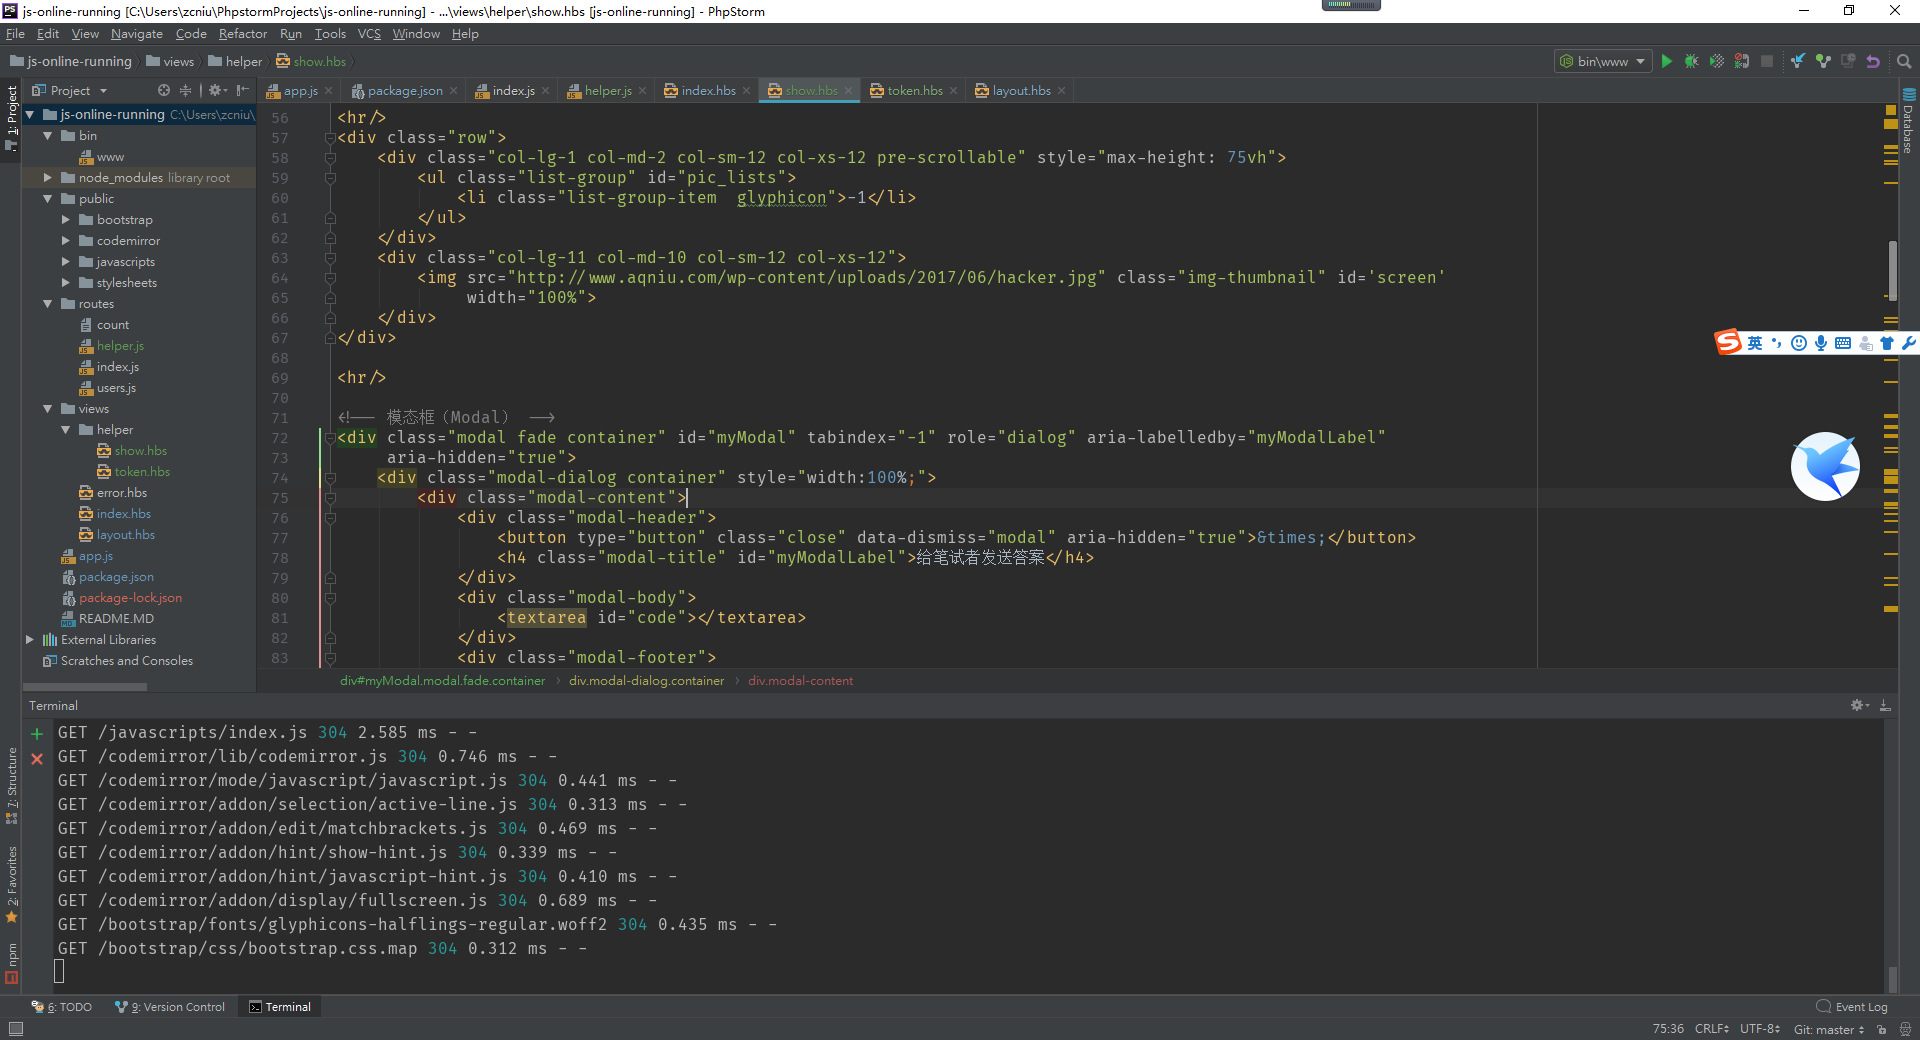 js-online-running [C:\Users\zcniu\PhpstormProjects\js-online-running] - ...\views\helper\show.hbs [js-online-running] - PhpStorm
File Edit View Navigate Code Refactor Run Tools VCS Window Help
js-online-running views helper show.hbs
bin\www
Project
app.js package.json index.js helper.js index.hbs show.hbs token.hbs layout.hbs
1: Project
7: Structure
2: Favorites
npm
Database
js-online-running C:\Users\zcniu\
bin
www
node_modules library root
public
bootstrap
codemirror
javascripts
stylesheets
routes
count
helper.js
index.js
users.js
views
helper
show.hbs
token.hbs
error.hbs
index.hbs
layout.hbs
app.js
package.json
package-lock.json
README.MD
External Libraries
Scratches and Consoles
56 <hr/>
57 <div class="row">
58 <div class="col-lg-1 col-md-2 col-sm-12 col-xs-12 pre-scrollable" style="max-height: 75vh">
59 <ul class="list-group" id="pic_lists">
60 <li class="list-group-item  glyphicon">-1</li>
61 </ul>
62 </div>
63 <div class="col-lg-11 col-md-10 col-sm-12 col-xs-12">
64 <img src="http://www.aqniu.com/wp-content/uploads/2017/06/hacker.jpg" class="img-thumbnail" id='screen'
65 width="100%">
66 </div>
67 </div>
68
69 <hr/>
70
71 <!-- 模态框（Modal） -->
72 <div class="modal fade container" id="myModal" tabindex="-1" role="dialog" aria-labelledby="myModalLabel"
73 aria-hidden="true">
74 <div class="modal-dialog container" style="width:100%;">
75 <div class="modal-content">
76 <div class="modal-header">
77 <button type="button" class="close" data-dismiss="modal" aria-hidden="true">&times;</button>
78 <h4 class="modal-title" id="myModalLabel">给笔试者发送答案</h4>
79 </div>
80 <div class="modal-body">
81 <textarea id="code"></textarea>
82 </div>
83 <div class="modal-footer">
英
div#myModal.modal.fade.container div.modal-dialog.container div.modal-content
Terminal
GET /javascripts/index.js 304 2.585 ms - -
GET /codemirror/lib/codemirror.js 304 0.746 ms - -
GET /codemirror/mode/javascript/javascript.js 304 0.441 ms - -
GET /codemirror/addon/selection/active-line.js 304 0.313 ms - -
GET /codemirror/addon/edit/matchbrackets.js 304 0.469 ms - -
GET /codemirror/addon/hint/show-hint.js 304 0.339 ms - -
GET /codemirror/addon/hint/javascript-hint.js 304 0.410 ms - -
GET /codemirror/addon/display/fullscreen.js 304 0.689 ms - -
GET /bootstrap/fonts/glyphicons-halflings-regular.woff2 304 0.435 ms - -
GET /bootstrap/css/bootstrap.css.map 304 0.312 ms - -
6: TODO 9: Version Control Terminal Event Log
75:36 CRLF UTF-8 Git: master